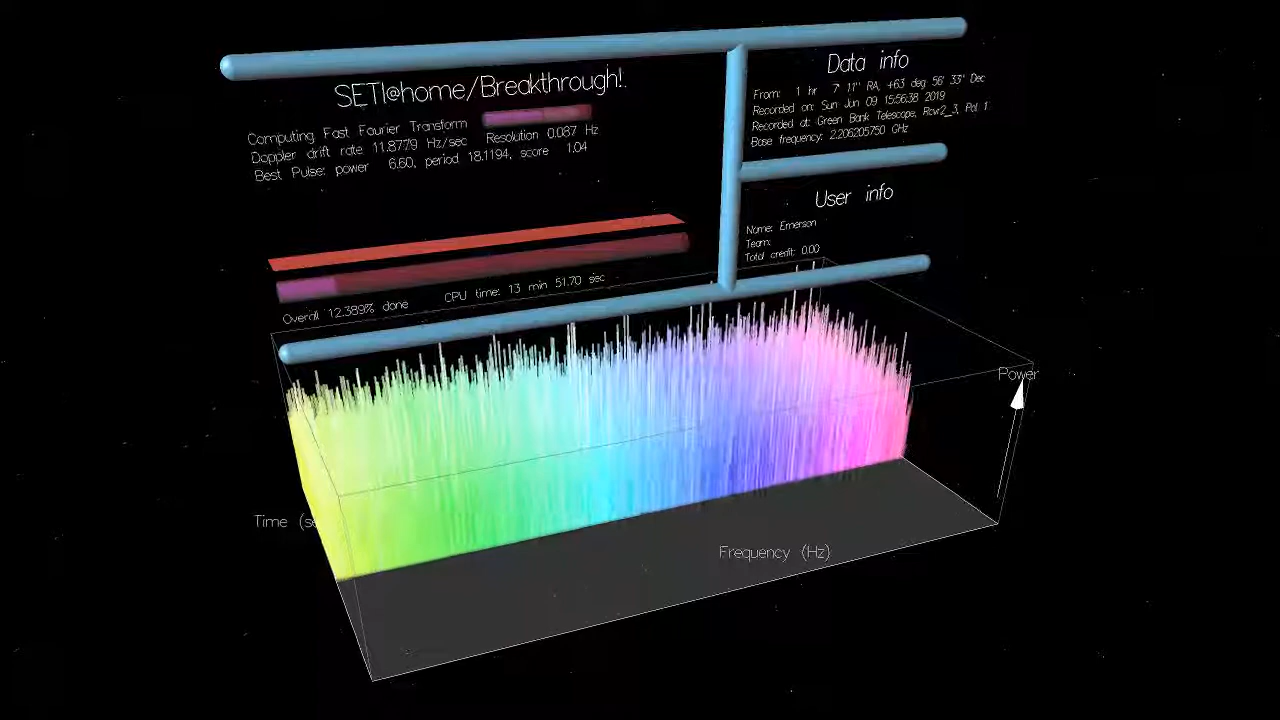 SETI@home/Breakthrough!
Computing Fast Fourier Transform
Doppler drift rate 11.8779 Hz/sec Resolution 0.087 Hz
Best Pulse: power 6.60, period 18.1194, score 1.04
Overall 12.389% done CPU time: 13 min 51.70 sec
Data info
From: 1 hr 7' 11" RA, +63 deg 56' 33" Dec
Recorded on: Sun Jun 09 15:56:38 2019
Recorded at: Green Bank Telescope, Rcvr2_3, Pol 1
Base frequency: 2.206205750 GHz
User info
Name: Emerson
Team:
Total credit: 0.00
Power
Time (se
Frequency (Hz)